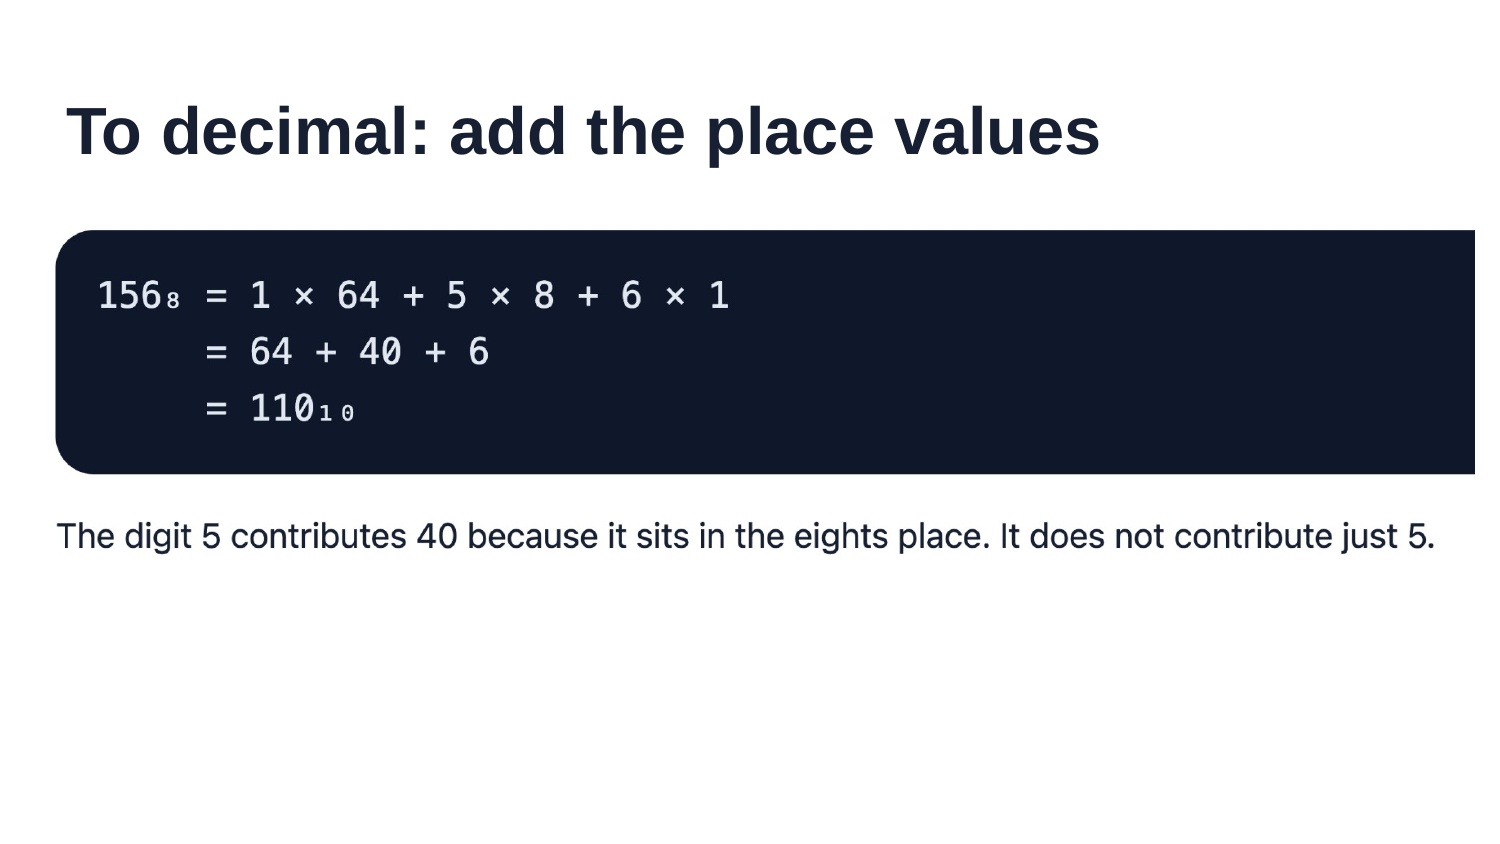 To decimal: add the place values
156₈ = 1 × 64 + 5 × 8 + 6 × 1
= 64 + 40 + 6
= 110₁₀
The digit 5 contributes 40 because it sits in the eights place. It does not contribute just 5.